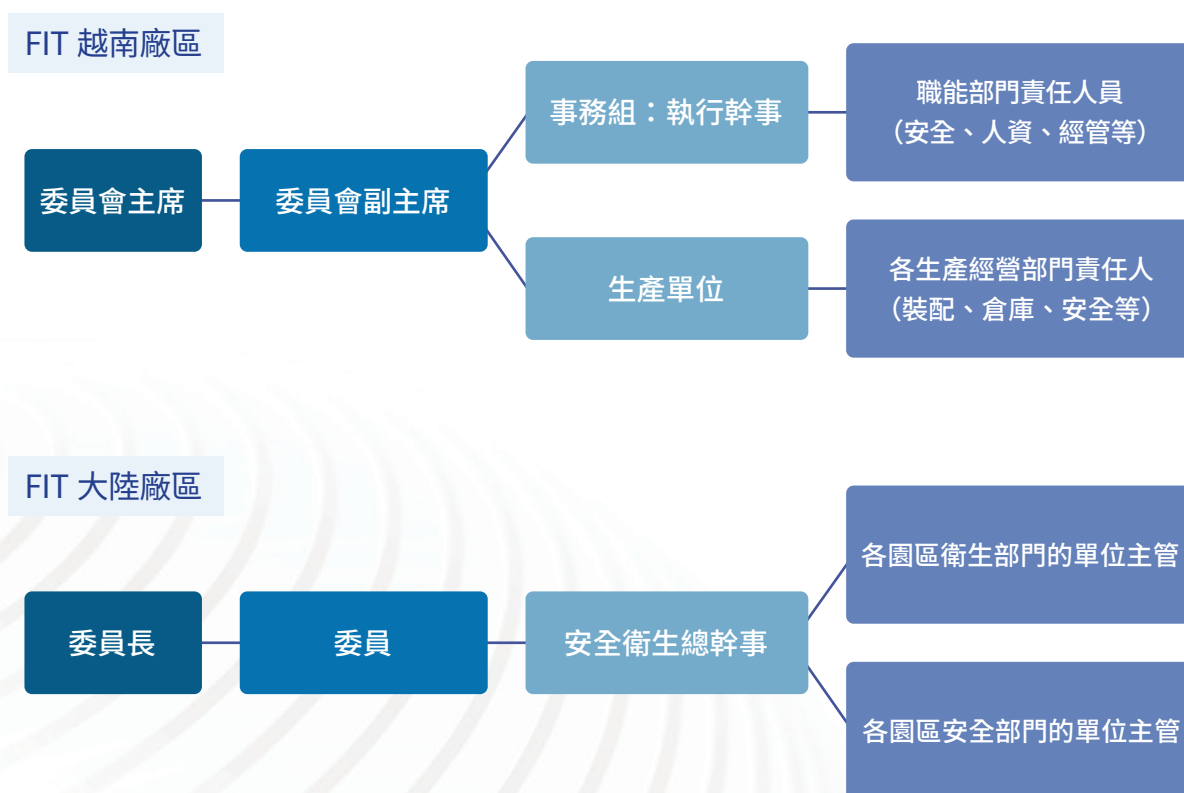 FIT 越南廠區
委員會主席
委員會副主席
事務組：執行幹事
職能部門責任人員
（安全、人資、經管等）
生產單位
各生產經營部門責任人
（裝配、倉庫、安全等）
FIT 大陸廠區
委員長
委員
安全衛生總幹事
各園區衛生部門的單位主管
各園區安全部門的單位主管